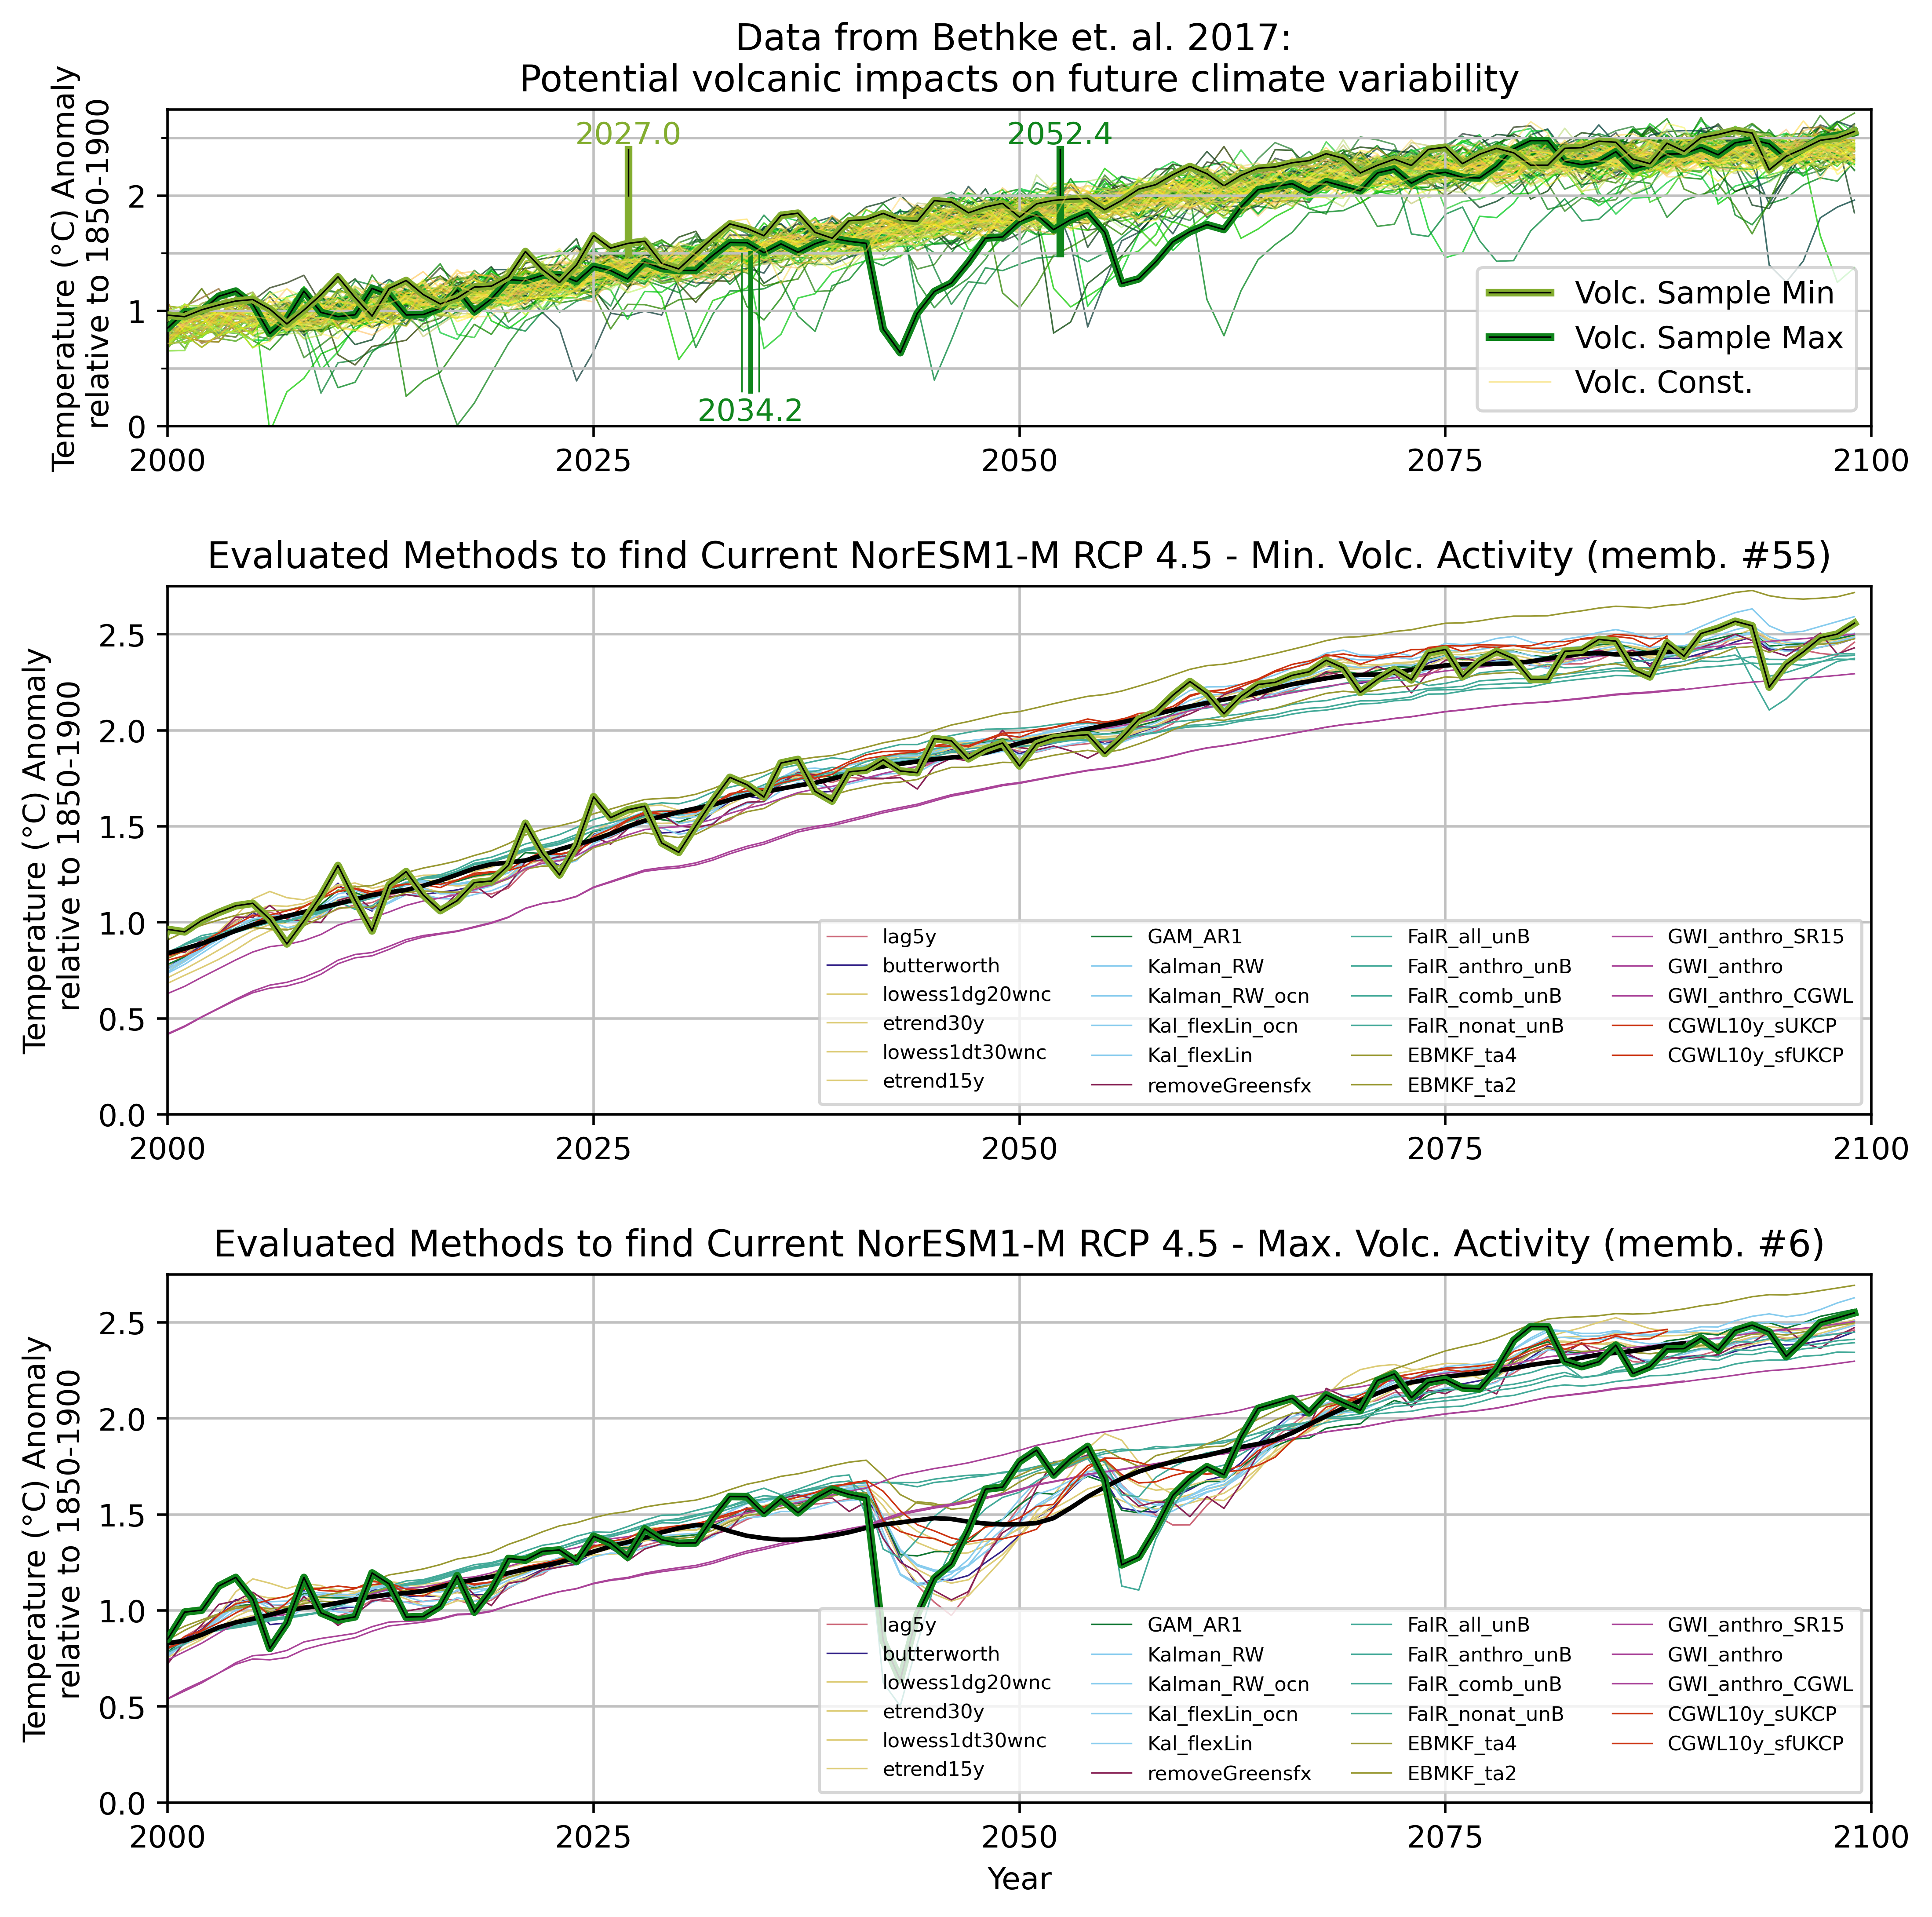 Data from Bethke et. al. 2017:
Potential volcanic impacts on future climate variability
Temperature (°C) Anomaly
relative to 1850-1900
2
1
0
2027.0
2052.4
2034.2
Volc. Sample Min
Volc. Sample Max
Volc. Const.
2000 2025 2050 2075 2100
Evaluated Methods to find Current NorESM1-M RCP 4.5 - Min. Volc. Activity (memb. #55)
Temperature (°C) Anomaly
relative to 1850-1900
2.5
2.0
1.5
1.0
0.5
0.0
lag5y
butterworth
lowess1dg20wnc
etrend30y
lowess1dt30wnc
etrend15y
GAM_AR1
Kalman_RW
Kalman_RW_ocn
Kal_flexLin_ocn
Kal_flexLin
removeGreensfx
FaIR_all_unB
FaIR_anthro_unB
FaIR_comb_unB
FaIR_nonat_unB
EBMKF_ta4
EBMKF_ta2
GWI_anthro_SR15
GWI_anthro
GWI_anthro_CGWL
CGWL10y_sUKCP
CGWL10y_sfUKCP
2000 2025 2050 2075 2100
Evaluated Methods to find Current NorESM1-M RCP 4.5 - Max. Volc. Activity (memb. #6)
Temperature (°C) Anomaly
relative to 1850-1900
2.5
2.0
1.5
1.0
0.5
0.0
lag5y
butterworth
lowess1dg20wnc
etrend30y
lowess1dt30wnc
etrend15y
GAM_AR1
Kalman_RW
Kalman_RW_ocn
Kal_flexLin_ocn
Kal_flexLin
removeGreensfx
FaIR_all_unB
FaIR_anthro_unB
FaIR_comb_unB
FaIR_nonat_unB
EBMKF_ta4
EBMKF_ta2
GWI_anthro_SR15
GWI_anthro
GWI_anthro_CGWL
CGWL10y_sUKCP
CGWL10y_sfUKCP
2000 2025 2050 2075 2100
Year